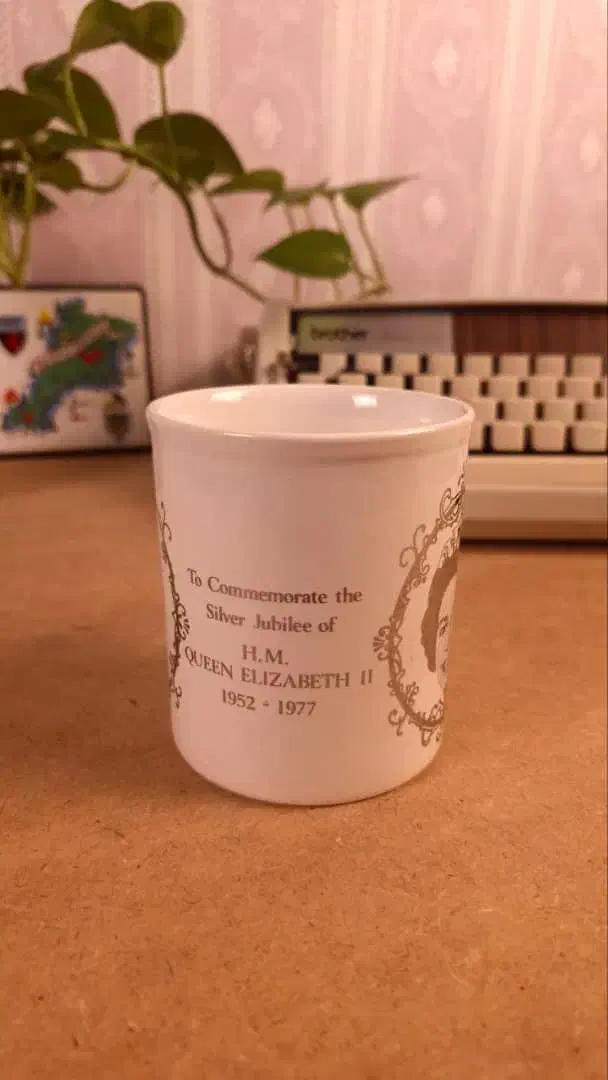 brother
To Commemorate the
Silver Jubilee of
H.M.
QUEEN ELIZABETH II
1952 + 1977